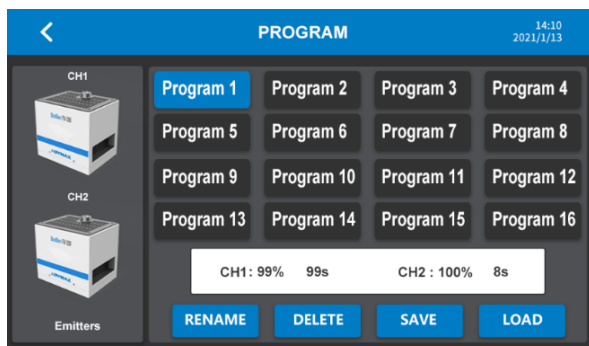 PROGRAM
14:10
2021/1/13
CH1
CH2
Emitters
Program 1
Program 2
Program 3
Program 4
Program 5
Program 6
Program 7
Program 8
Program 9
Program 10
Program 11
Program 12
Program 13
Program 14
Program 15
Program 16
CH1: 99% 99s CH2 : 100% 8s
RENAME
DELETE
SAVE
LOAD